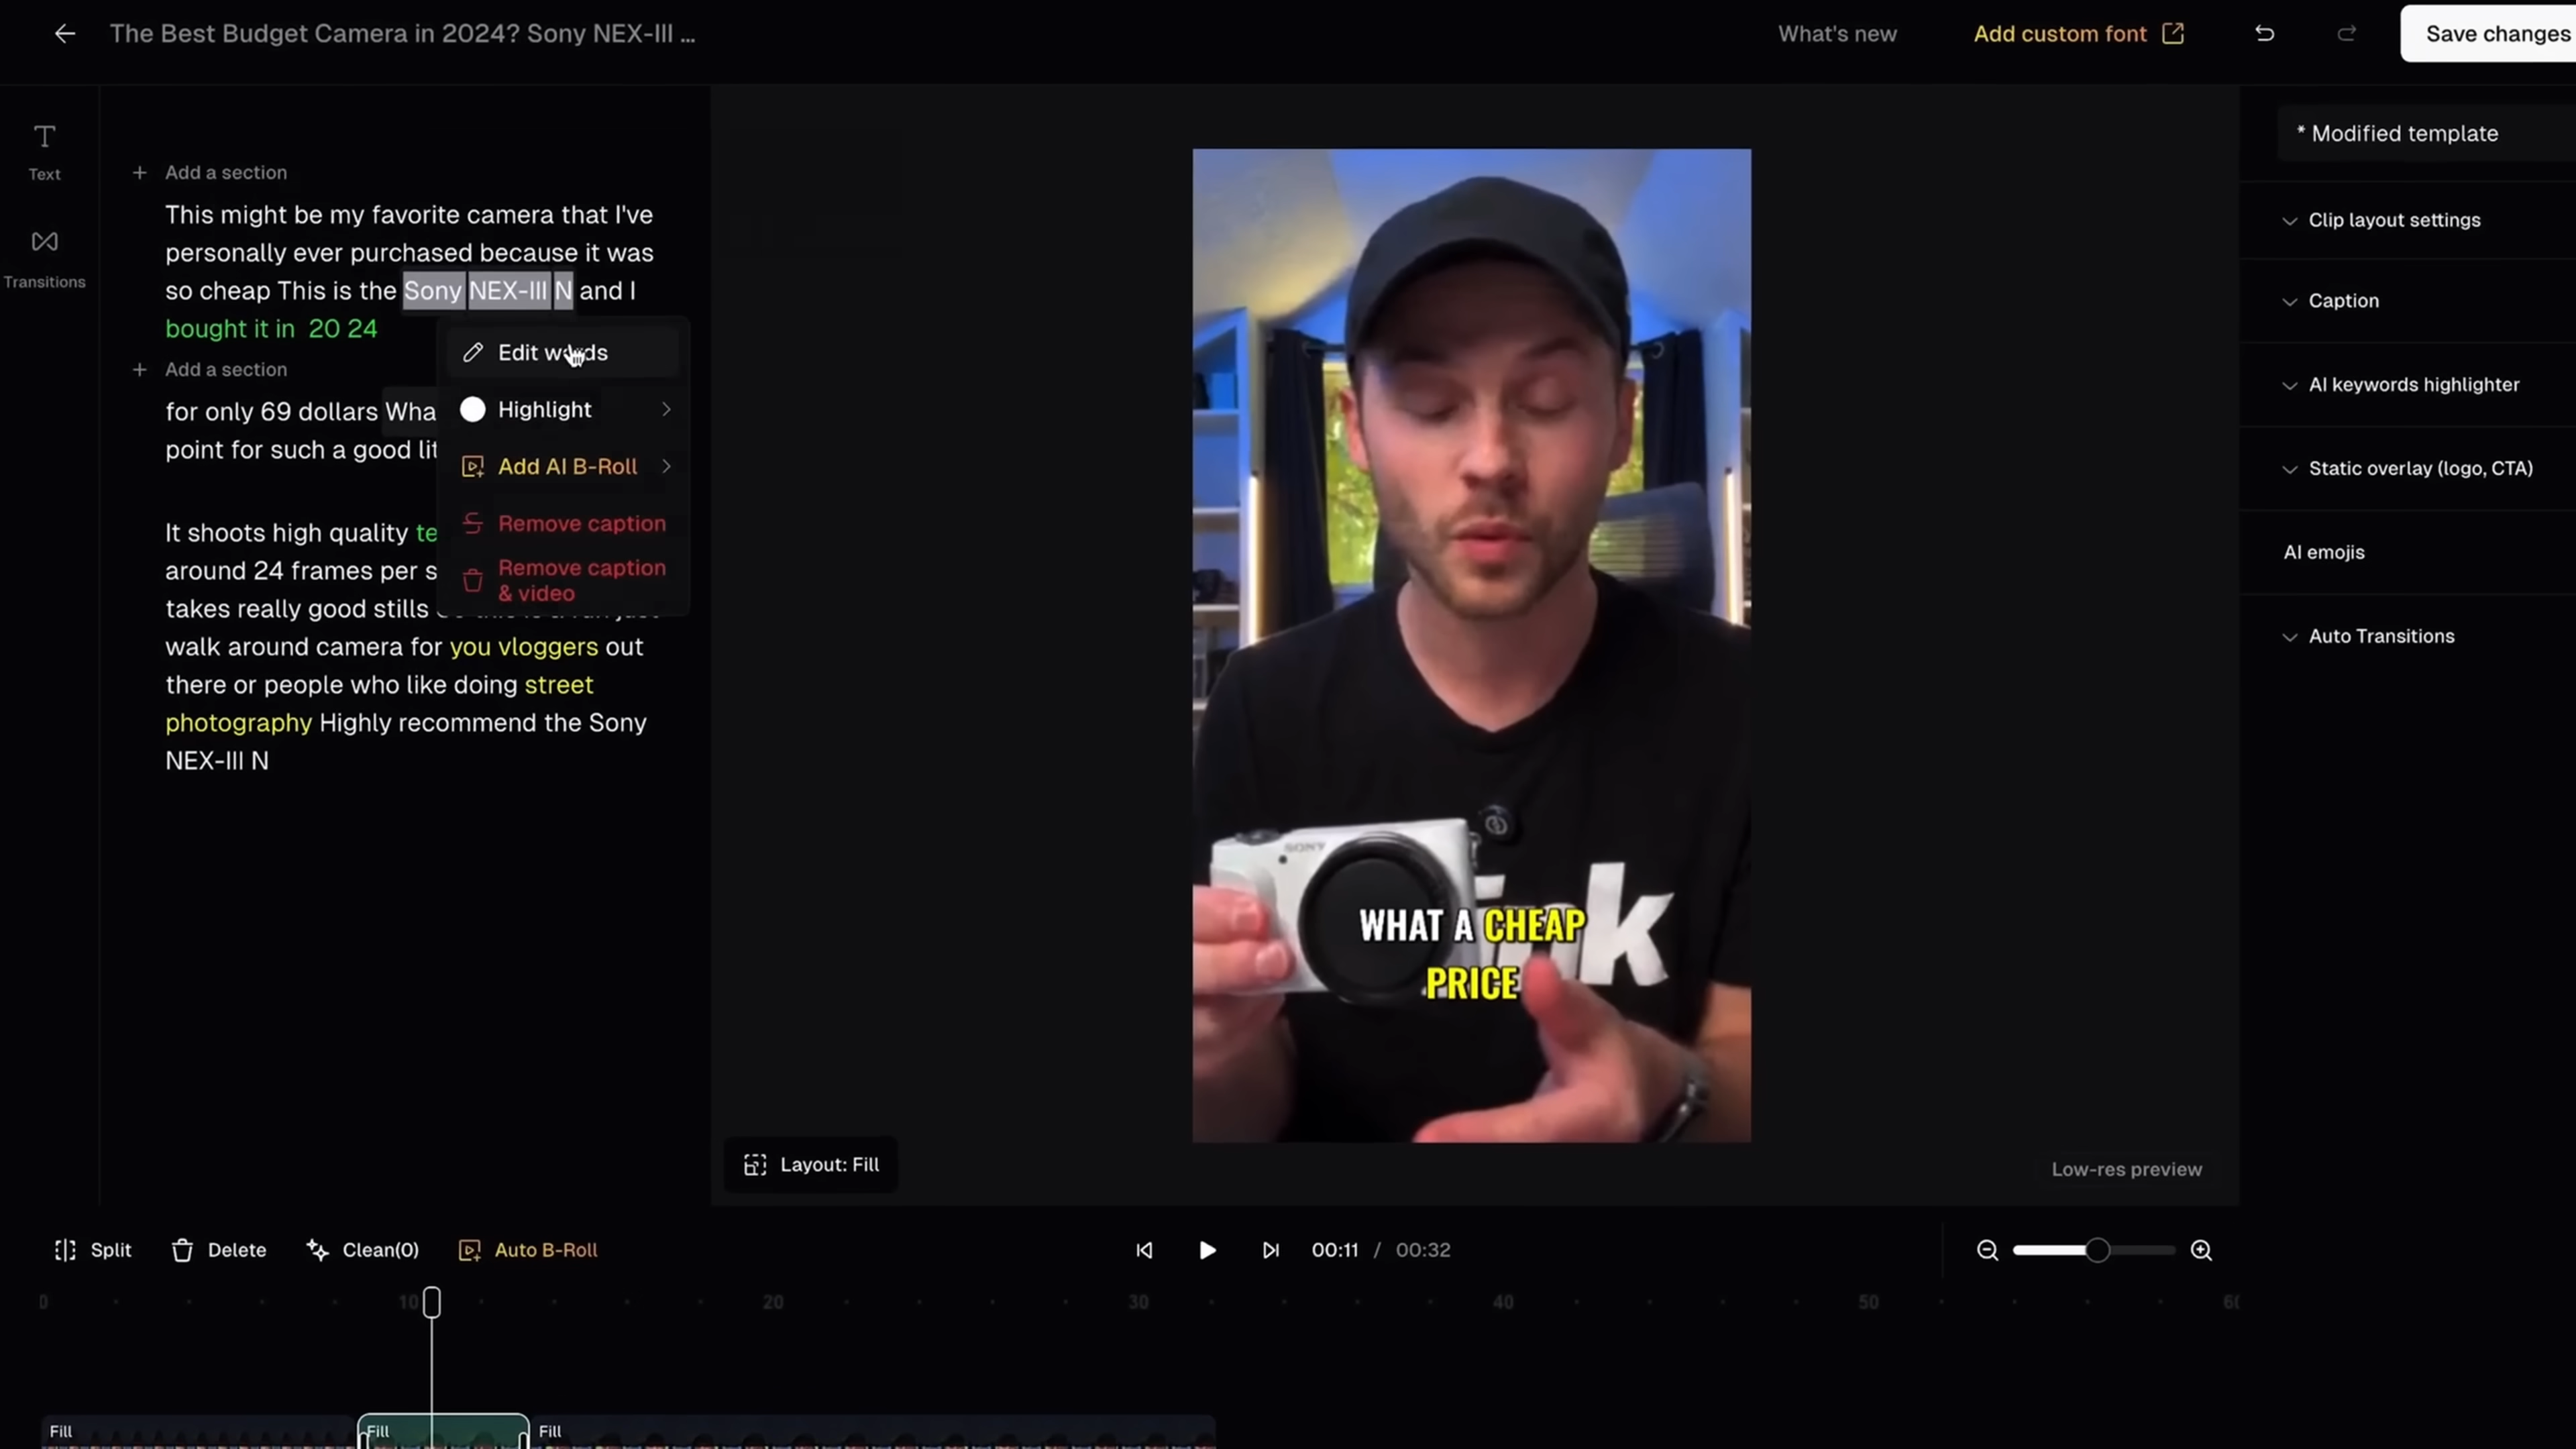 The Best Budget Camera in 2024? Sony NEX-III ...
What's new
Add custom font
Save changes
Text
Transitions
Add a section
This might be my favorite camera that I've
personally ever purchased because it was
so cheap This is the Sony NEX-III N and I
bought it in 20 24
Add a section
for only 69 dollars Wha
point for such a good lit
It shoots high quality te
around 24 frames per s
takes really good stills
walk around camera for you vloggers out
there or people who like doing street
photography Highly recommend the Sony
NEX-III N
Edit words
Highlight
Add AI B-Roll
Remove caption
Remove caption
& video
SONY
ink
WHAT A CHEAP
PRICE
Layout: Fill
Low-res preview
* Modified template
Clip layout settings
Caption
AI keywords highlighter
Static overlay (logo, CTA)
AI emojis
Auto Transitions
Split
Delete
Clean(0)
Auto B-Roll
00:11 / 00:32
0 10 20 30 40 50 60
Fill
Fill
Fill